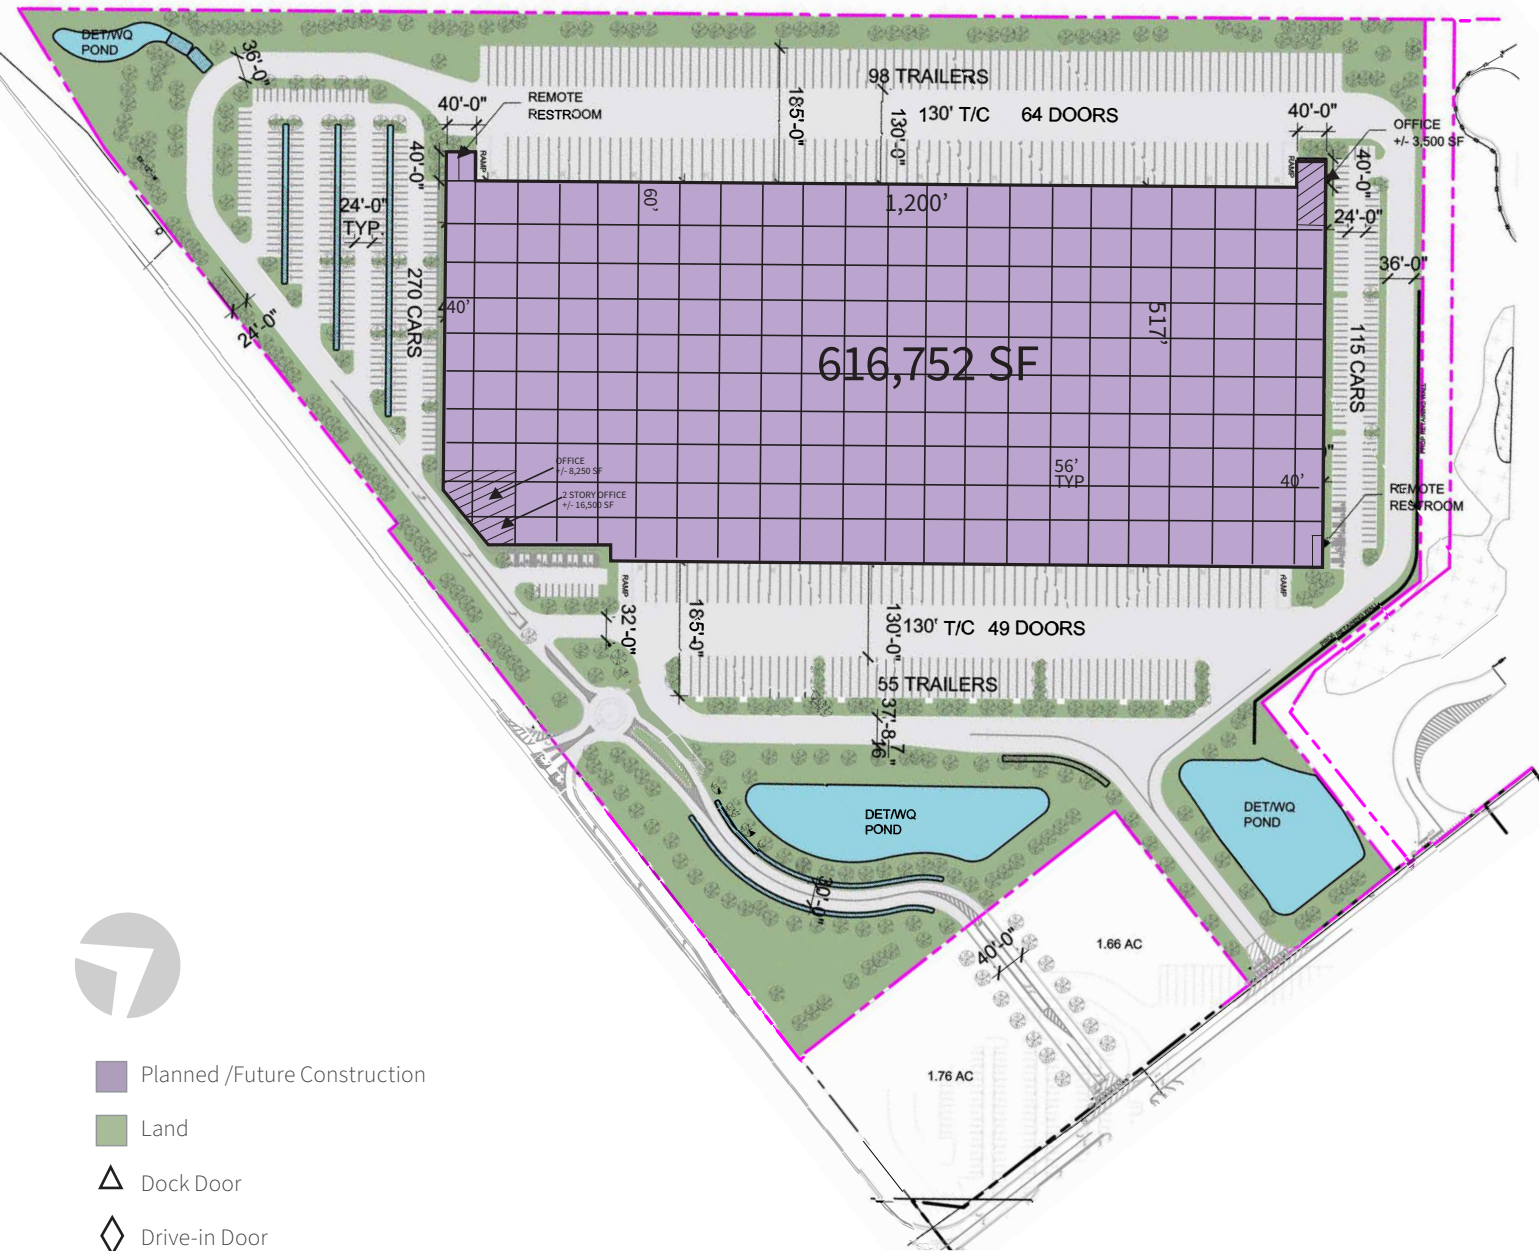 DET/WQ
POND
36'-0"
98 TRAILERS
40'-0"
REMOTE
RESTROOM
185'-0"
130'-0"
130' T/C 64 DOORS
40'-0"
OFFICE
+/- 3,500 SF
RAMP
RAMP
40'-0"
40'-0"
60'
1,200'
24'-0"
TYP.
24'-0"
36'-0"
270 CARS
440'
24'-0"
517'
616,752 SF
115 CARS
OFFICE
+/- 8,250 SF
2 STORY OFFICE
+/- 16,500 SF
56'
TYP
40'
REMOTE
RESTROOM
RAMP
RAMP
32'-0"
185'-0"
130'-0"
130' T/C 49 DOORS
55 TRAILERS
DET/WQ
POND
DET/WQ
POND
30'-0"
40'-0"
1.66 AC
1.76 AC
Planned /Future Construction
Land
Dock Door
Drive-in Door